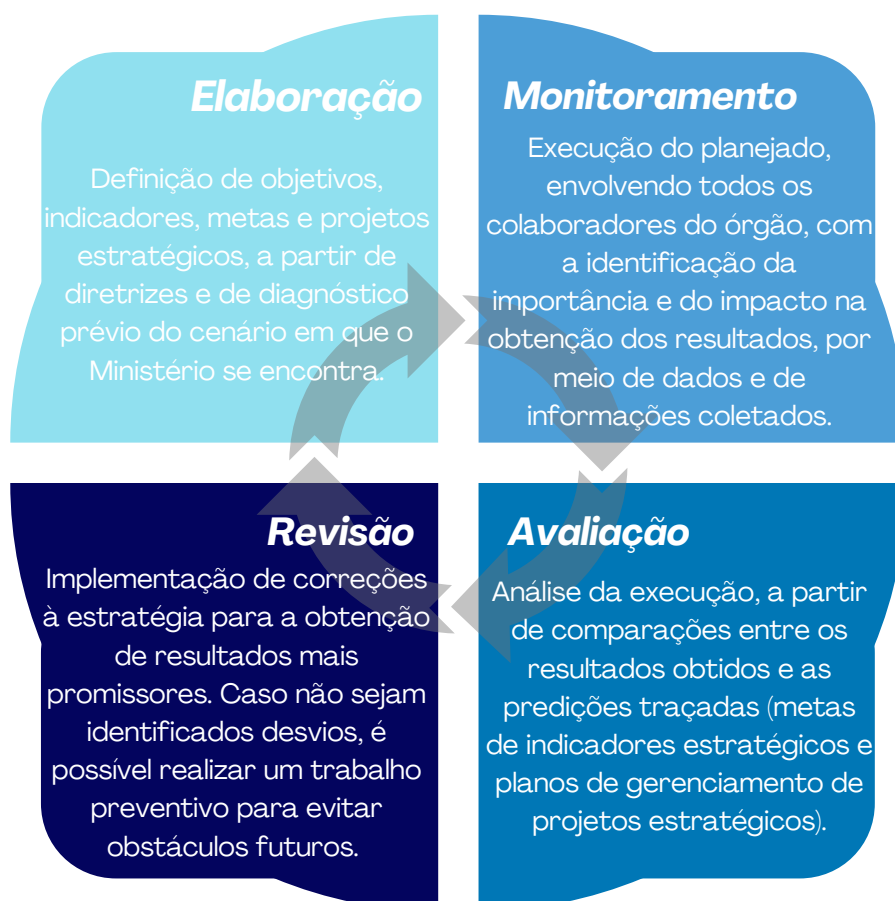 Elaboração
Definição de objetivos,
indicadores, metas e projetos
estratégicos, a partir de
diretrizes e de diagnóstico
prévio do cenário em que o
Ministério se encontra.
Monitoramento
Execução do planejado,
envolvendo todos os
colaboradores do órgão, com
a identificação da
importância e do impacto na
obtenção dos resultados, por
meio de dados e de
informações coletados.
Revisão
Implementação de correções
à estratégia para a obtenção
de resultados mais
promissores. Caso não sejam
identificados desvios, é
possível realizar um trabalho
preventivo para evitar
obstáculos futuros.
Avaliação
Análise da execução, a partir
de comparações entre os
resultados obtidos e as
predições traçadas (metas
de indicadores estratégicos e
planos de gerenciamento de
projetos estratégicos).